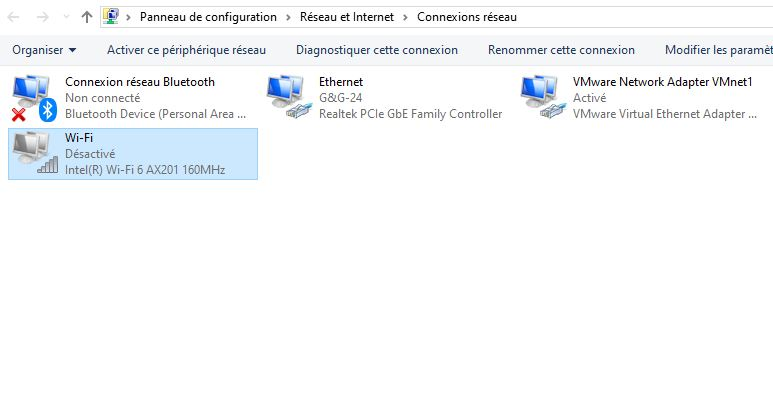 Panneau de configuration > Réseau et Internet > Connexions réseau
Organiser Activer ce périphérique réseau Diagnostiquer cette connexion Renommer cette connexion Modifier les paramèt
Connexion réseau Bluetooth
Non connecté
Bluetooth Device (Personal Area ...
Ethernet
G&G-24
Realtek PCIe GbE Family Controller
VMware Network Adapter VMnet1
Activé
VMware Virtual Ethernet Adapter ...
Wi-Fi
Désactivé
Intel(R) Wi-Fi 6 AX201 160MHz